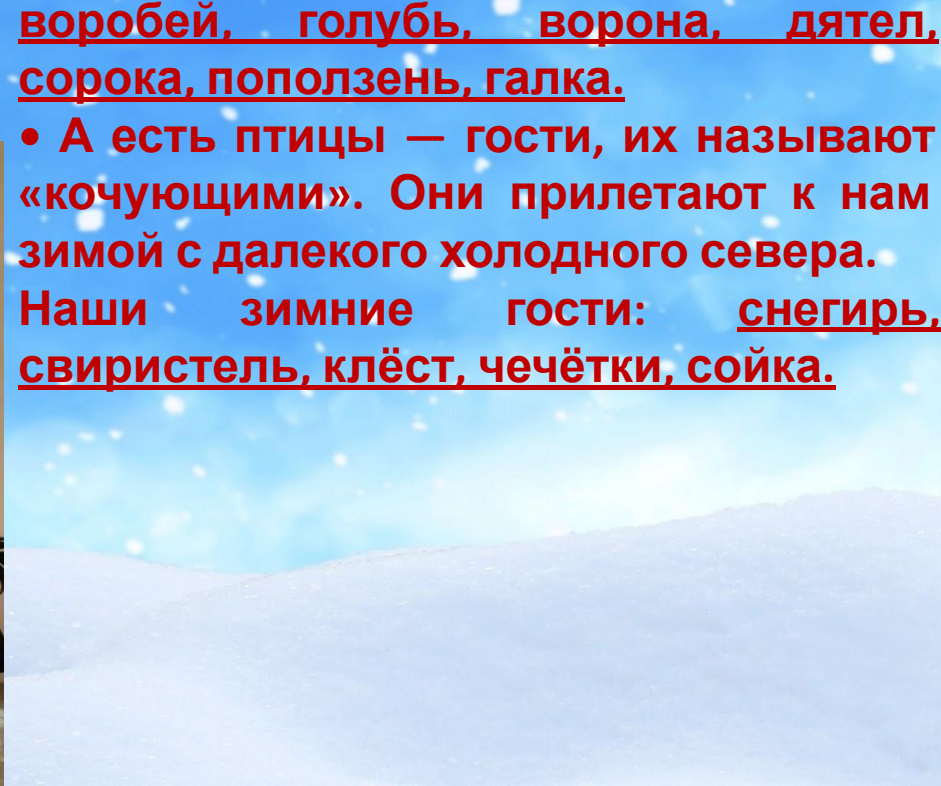 воробей, голубь, ворона, дятел,
сорока, поползень, галка.
• А есть птицы — гости, их называют
«кочующими». Они прилетают к нам
зимой с далекого холодного севера.
Наши зимние гости: снегирь,
свиристель, клёст, чечётки, сойка.